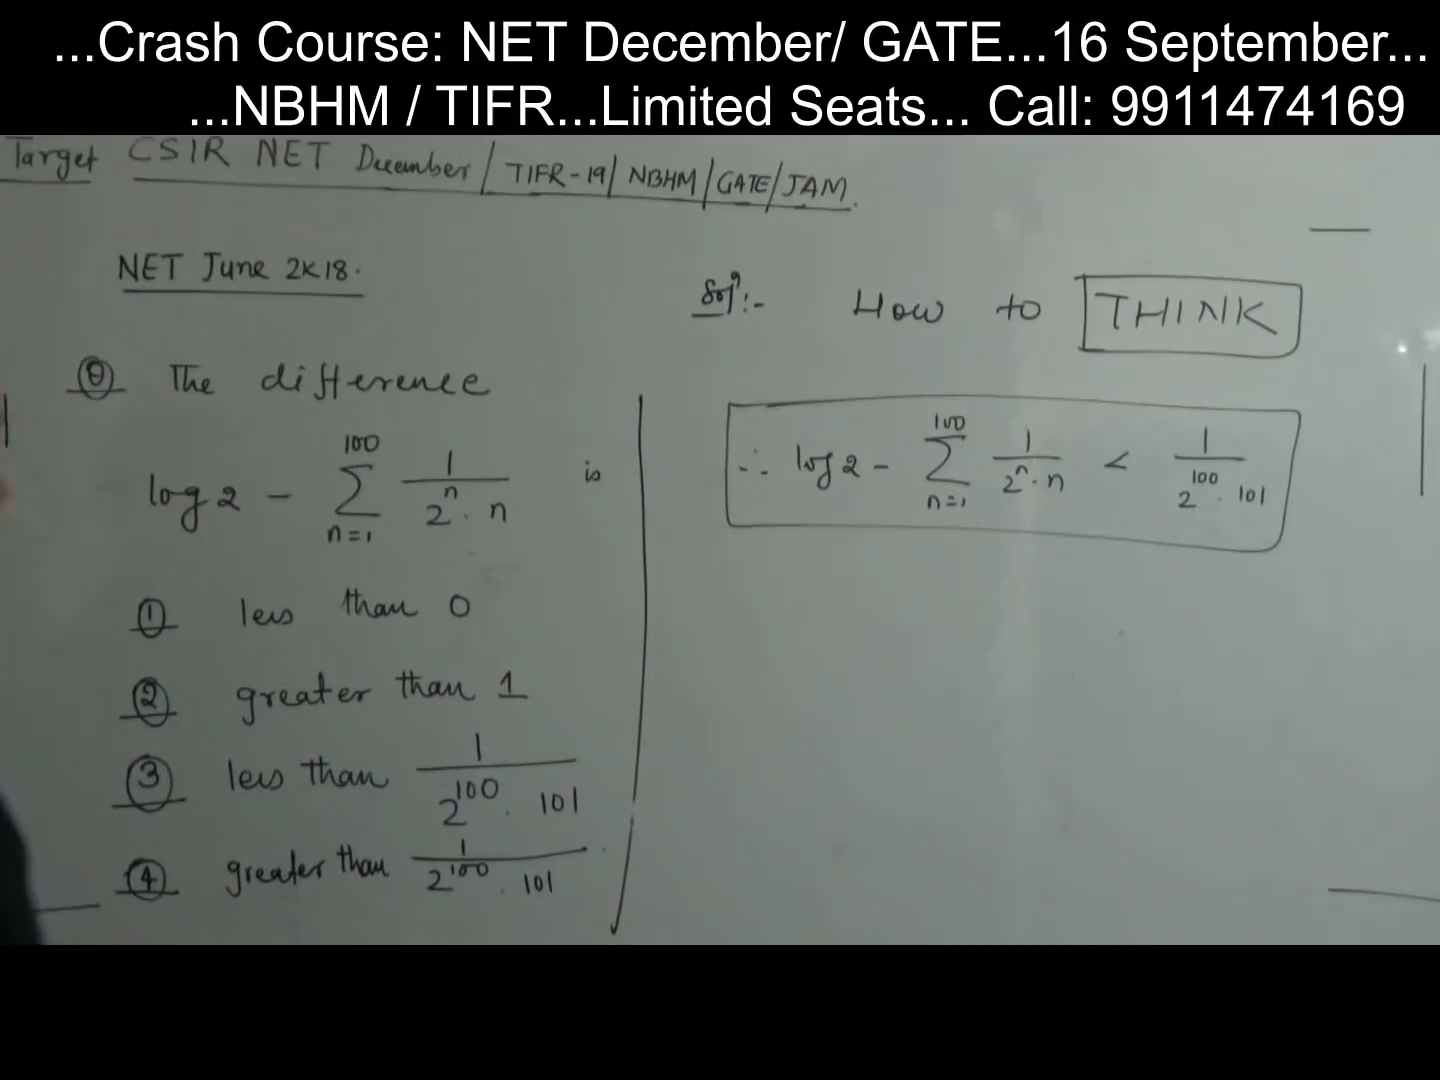 ...Crash Course: NET December/ GATE...16 September...
...NBHM / TIFR...Limited Seats... Call: 9911474169
Target CSIR NET December / TIFR-19 / NBHM / GATE / JAM.
NET June 2K18.
Q The difference
log 2 - ∑_{n=1}^{100} 1/(2^n · n) is
1 less than 0
2 greater than 1
3 less than 1/(2^100 · 101)
4 greater than 1/(2^100 · 101)
Solⁿ:- How to THINK
∴ log 2 - ∑_{n=1}^{100} 1/(2^n · n) < 1/(2^100 · 101)